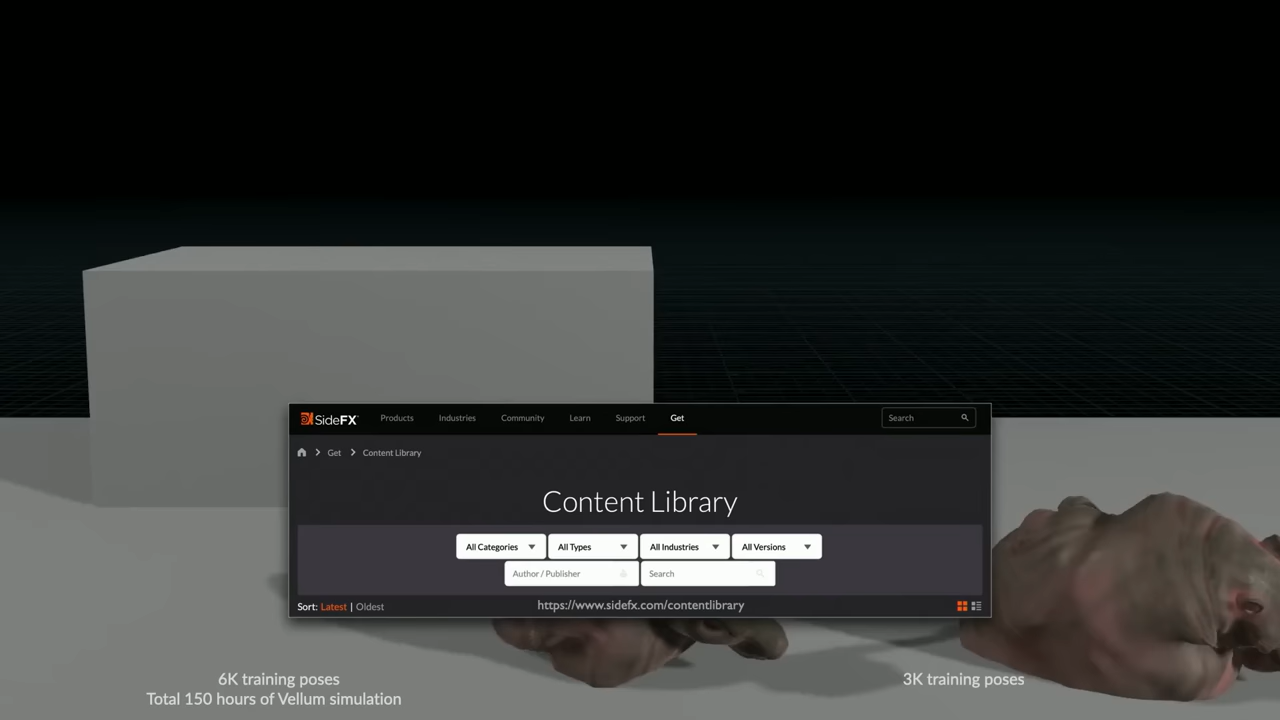 SideFX Products Industries Community Learn Support Get Search
Get Content Library
Content Library
All Categories All Types All Industries All Versions
Author / Publisher Search
Sort: Latest | Oldest https://www.sidefx.com/contentlibrary
6K training poses
Total 150 hours of Vellum simulation
3K training poses